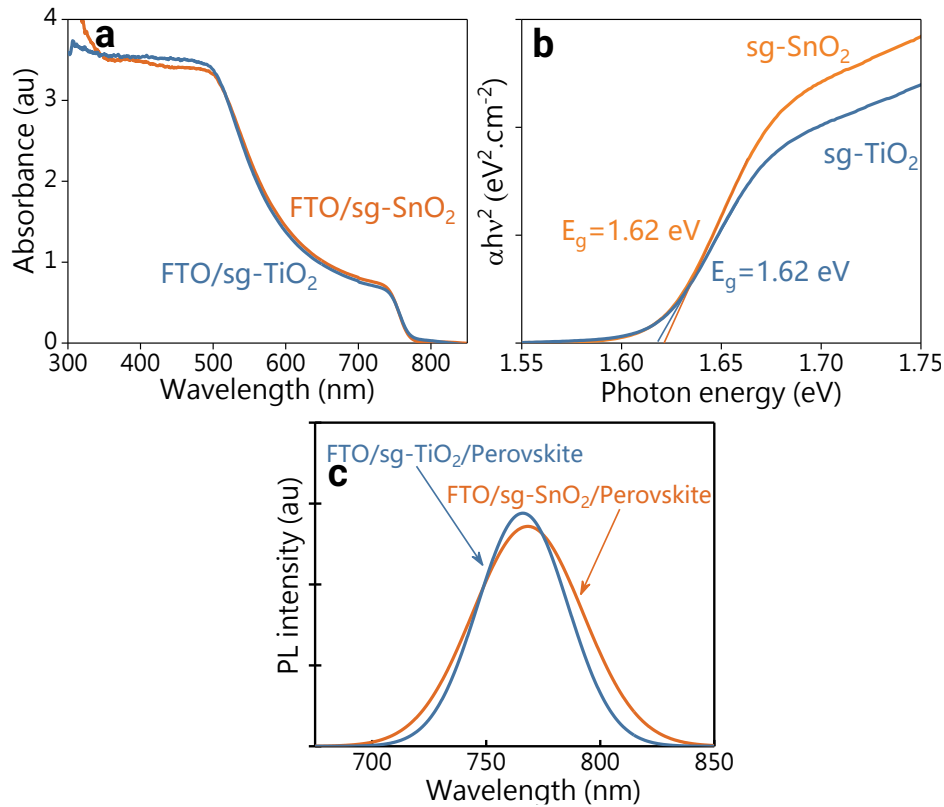 a
Absorbance (au)
4
3
2
1
0
FTO/sg-SnO₂
FTO/sg-TiO₂
300 400 500 600 700 800
Wavelength (nm)
b
αhν² (eV².cm⁻²)
sg-SnO₂
sg-TiO₂
E_g=1.62 eV
E_g=1.62 eV
1.55 1.60 1.65 1.70 1.75
Photon energy (eV)
c
PL intensity (au)
FTO/sg-TiO₂/Perovskite
FTO/sg-SnO₂/Perovskite
700 750 800 850
Wavelength (nm)